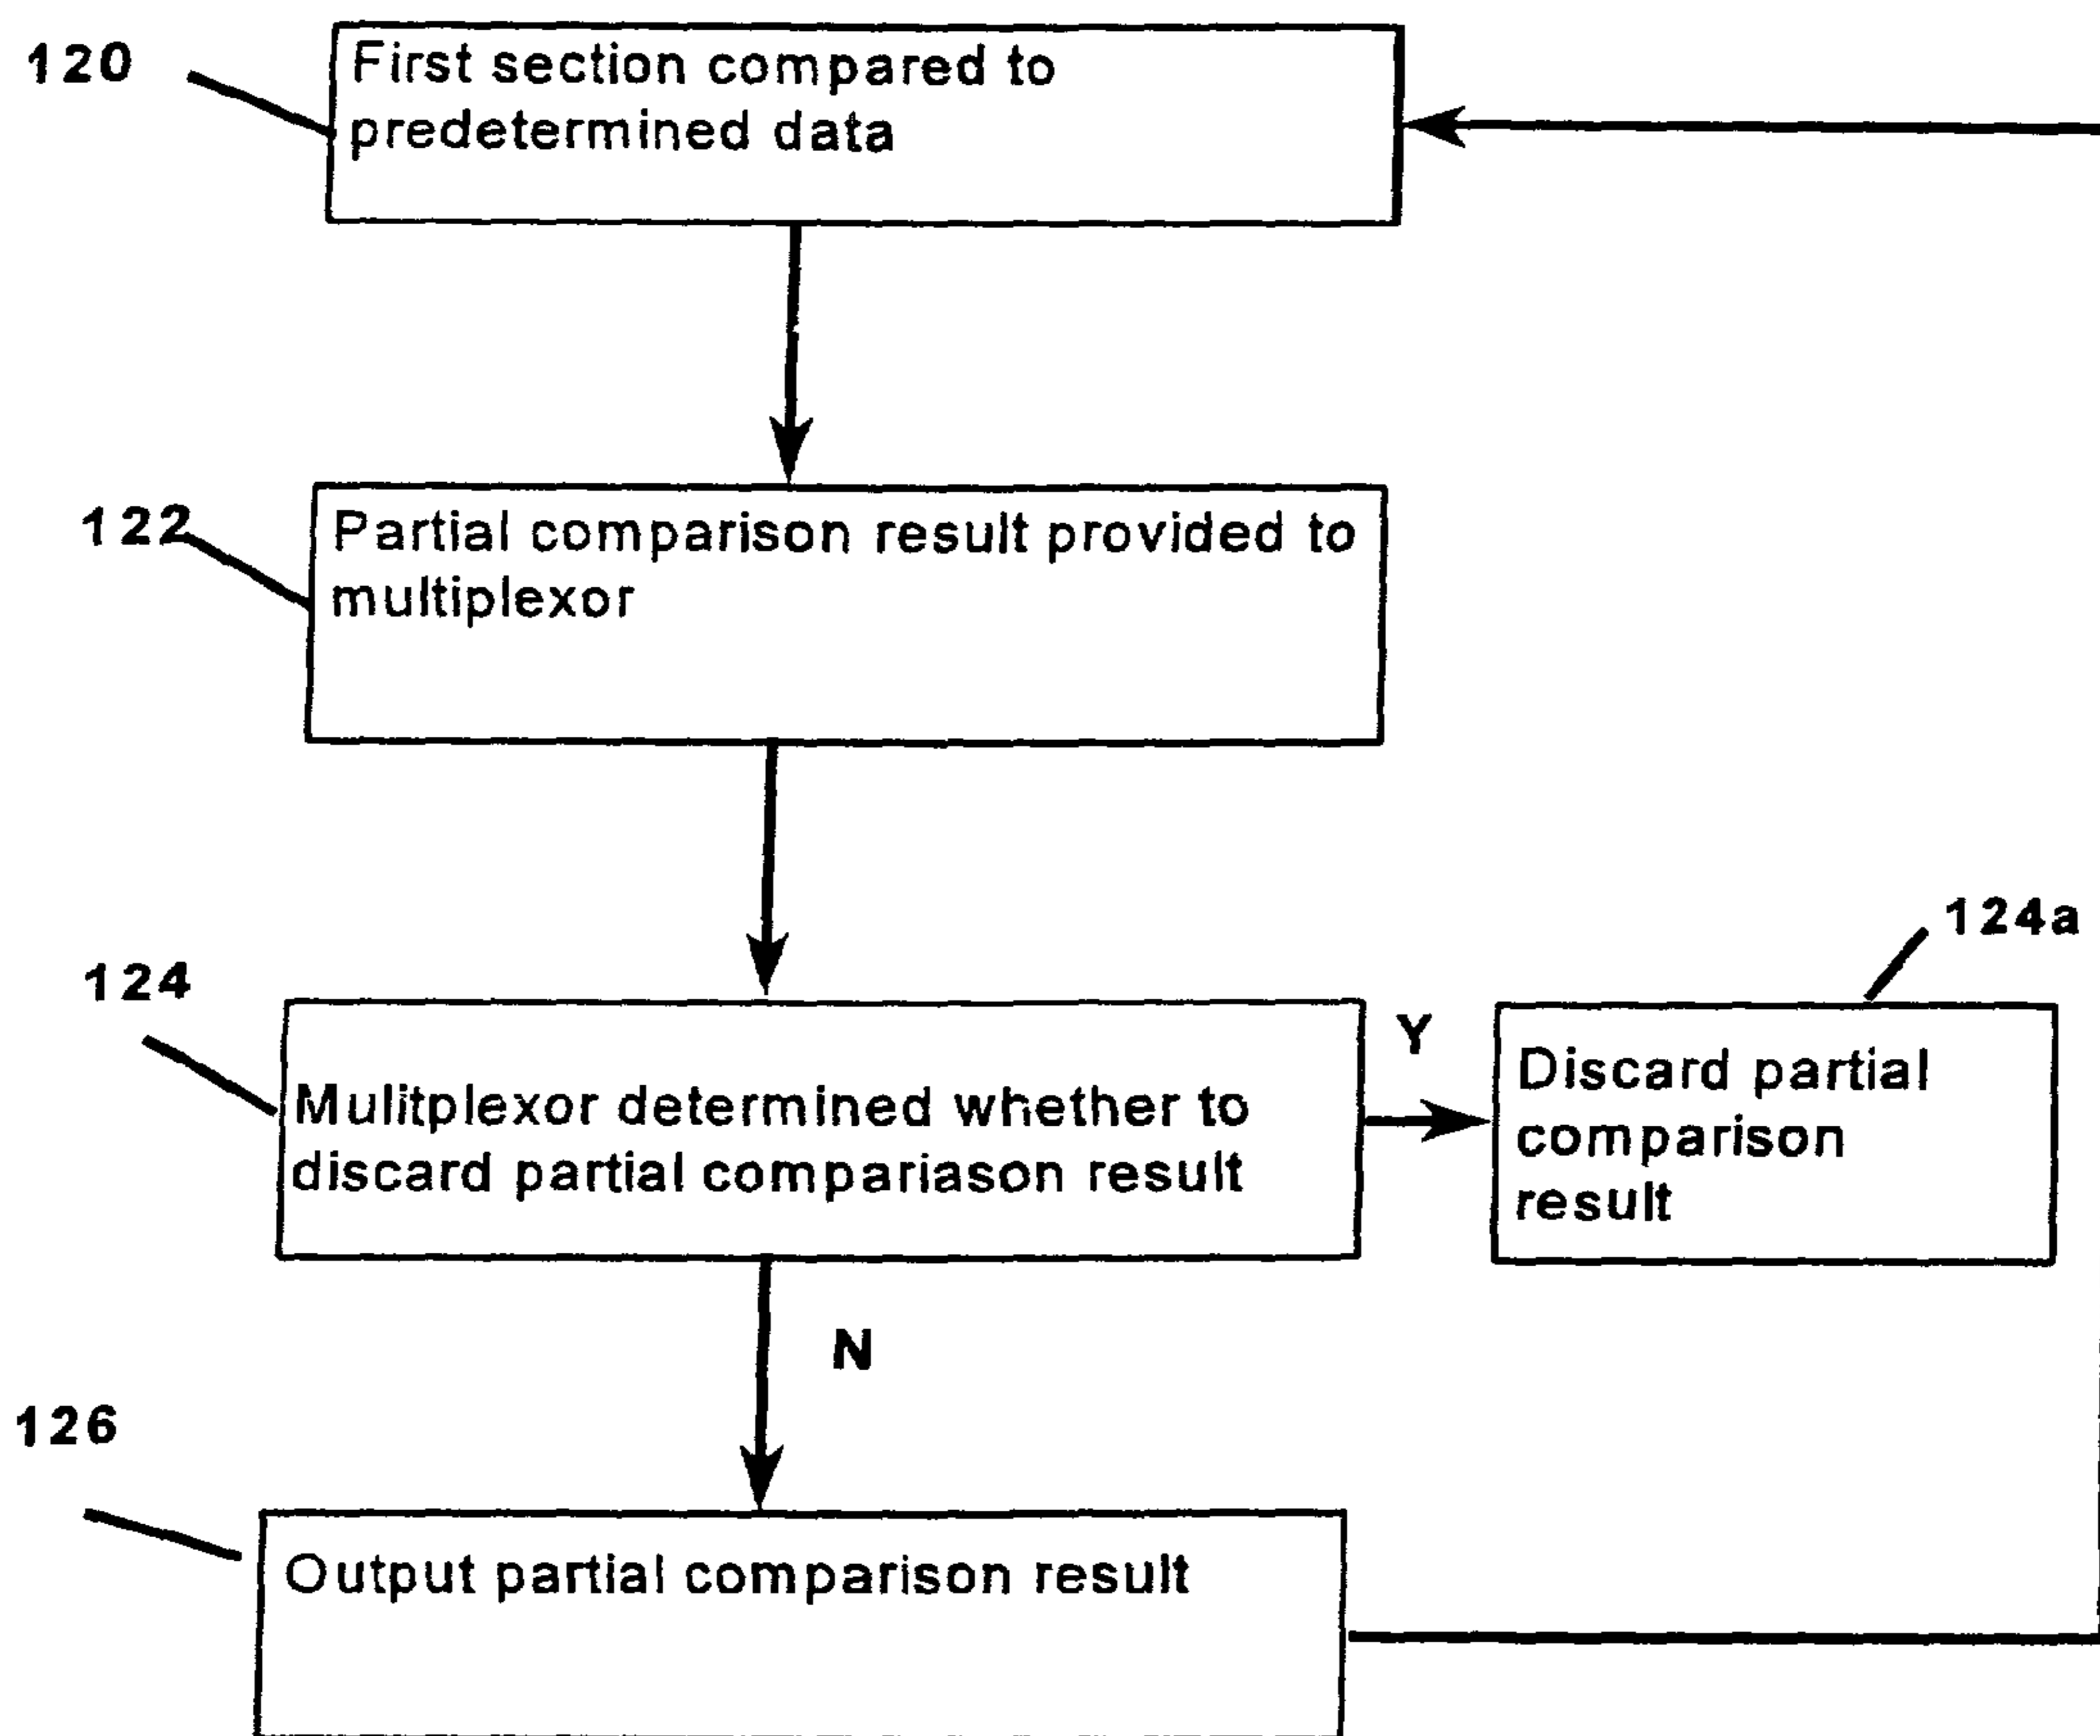 120
First section compared to
predetermined data
122
Partial comparison result provided to
multiplexor
124
Mulitplexor determined whether to
discard partial compariason result
Y
124a
Discard partial
comparison
result
N
126
Output partial comparison result